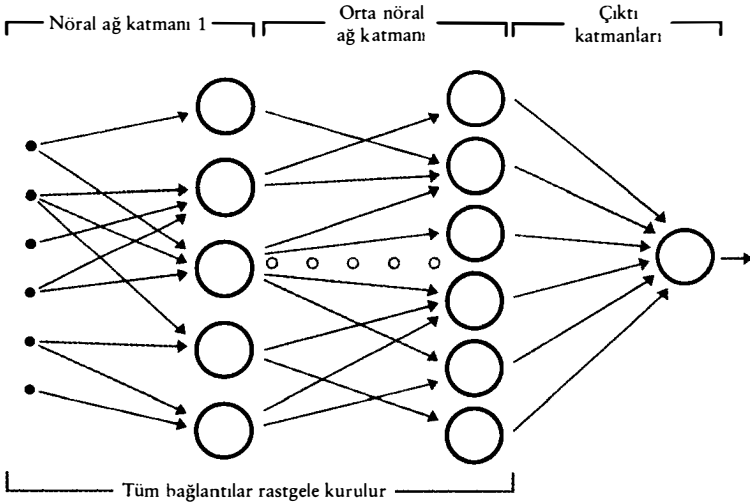 Nöral ağ katmanı 1
Orta nöral
ağ katmanı
Çıktı
katmanları
Tüm bağlantılar rastgele kurulur